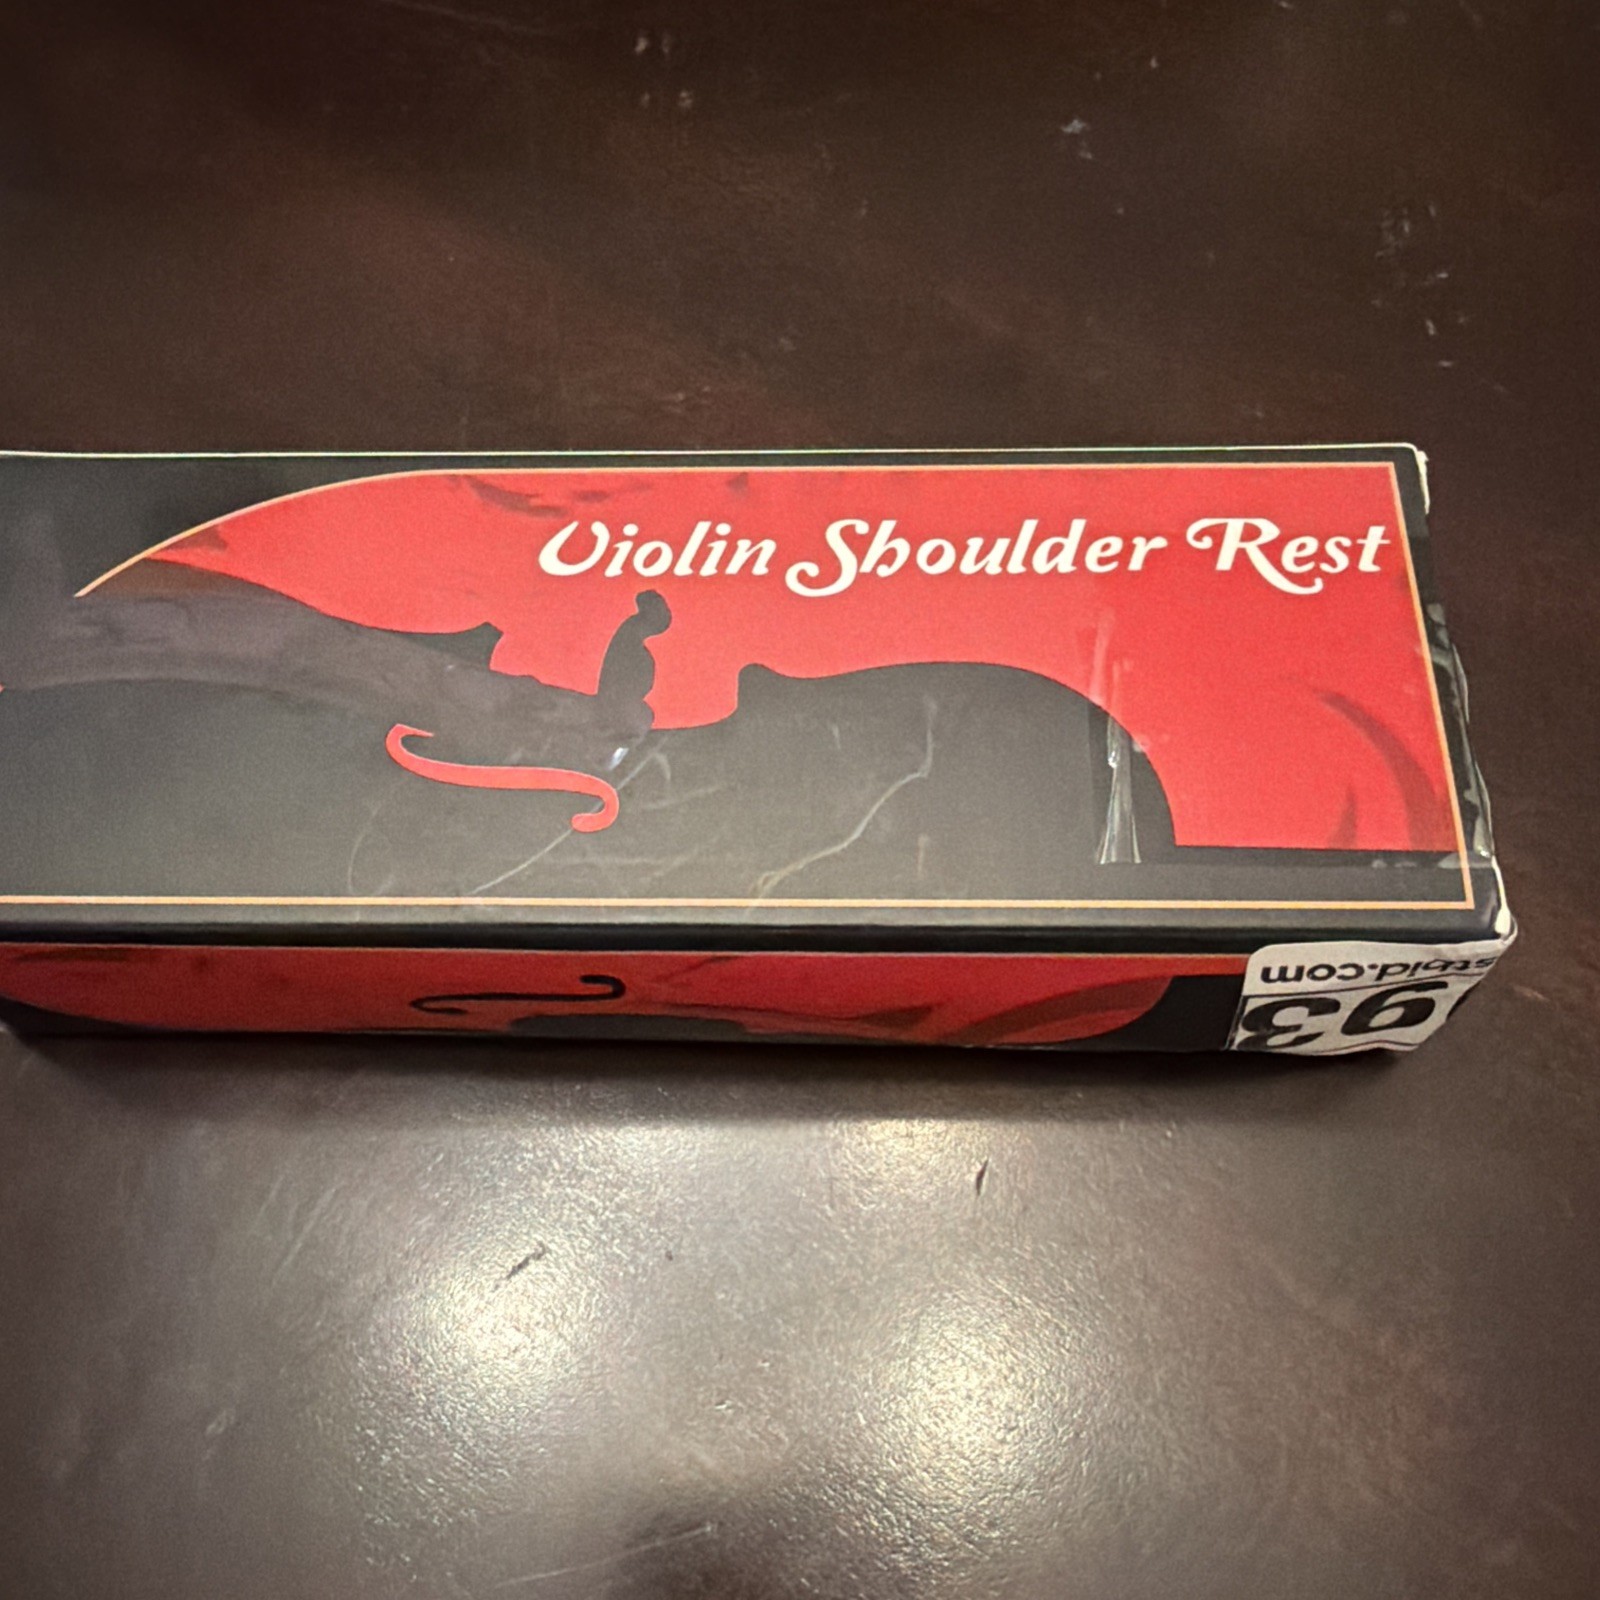 Violin Shoulder Rest
stbid.com
93